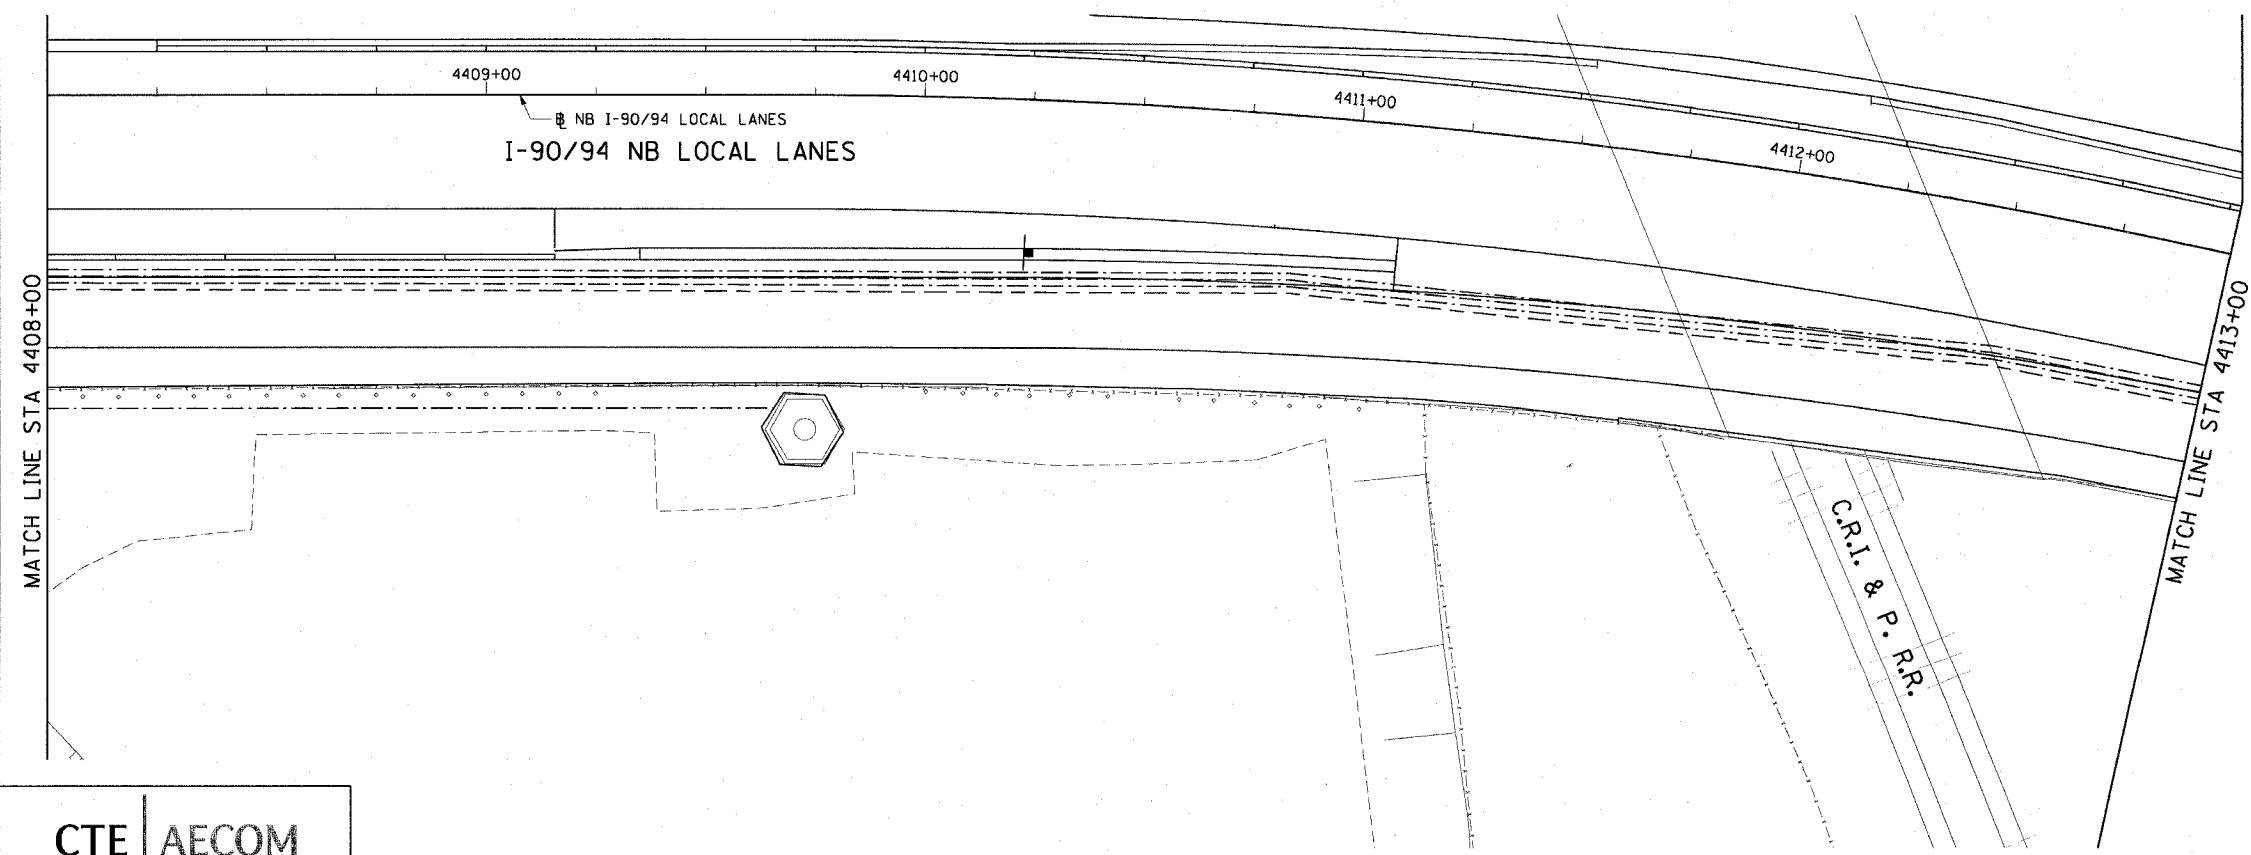 4409+00
4410+00
4411+00
4412+00
℄ NB I-90/94 LOCAL LANES
I-90/94 NB LOCAL LANES
MATCH LINE STA 4408+00
MATCH LINE STA 4413+00
C.R.I. & P. R.R.
CTE | AECOM